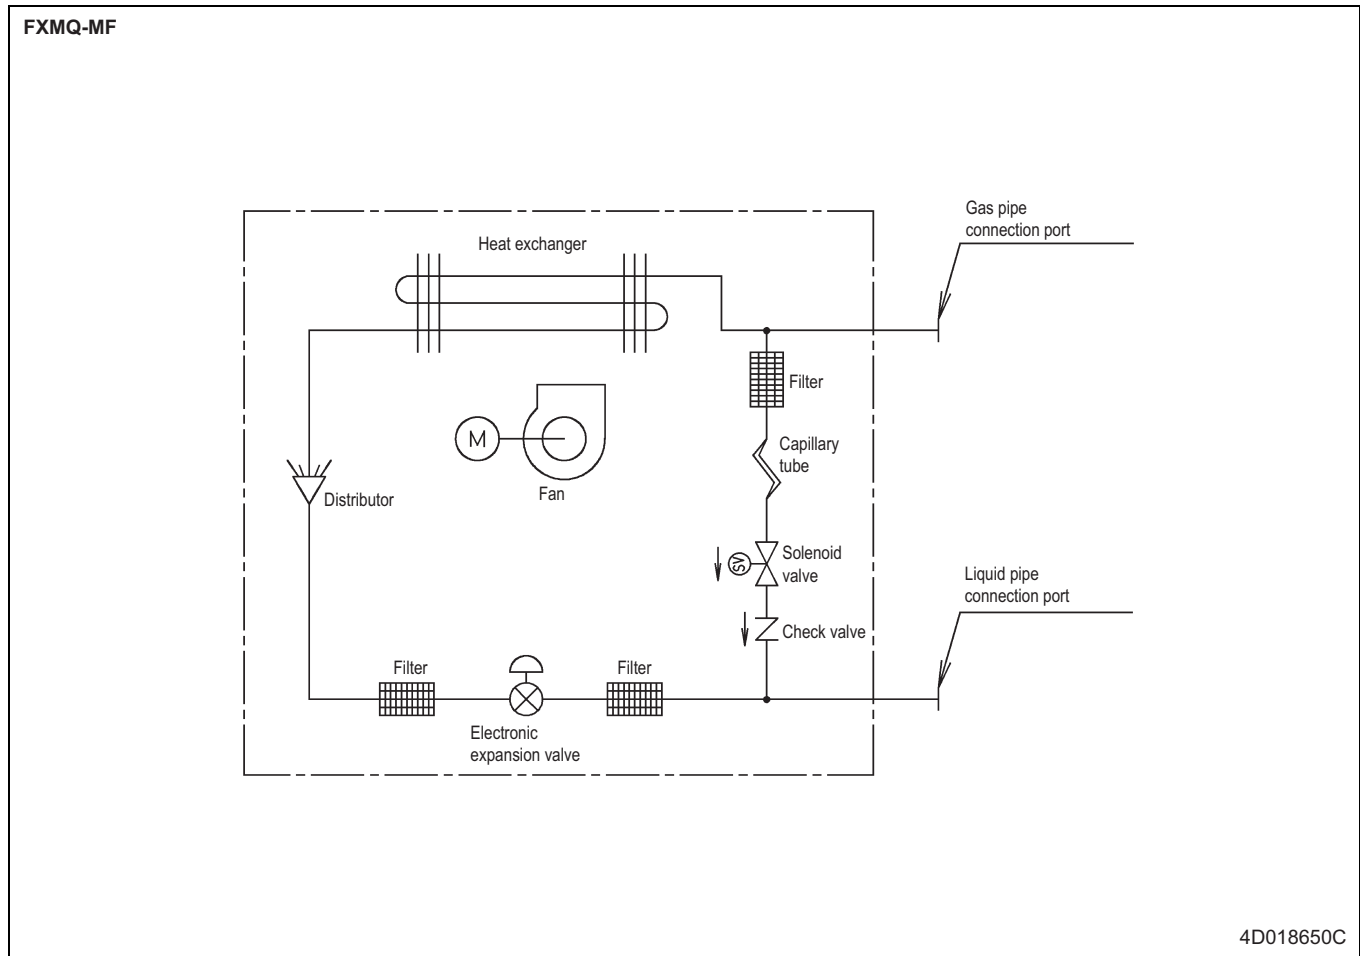 FXMQ-MF
Gas pipe
connection port
Heat exchanger
Filter
Capillary
tube
M
Fan
Distributor
SV
Solenoid
valve
Liquid pipe
connection port
Check valve
Filter
Filter
Electronic
expansion valve
4D018650C